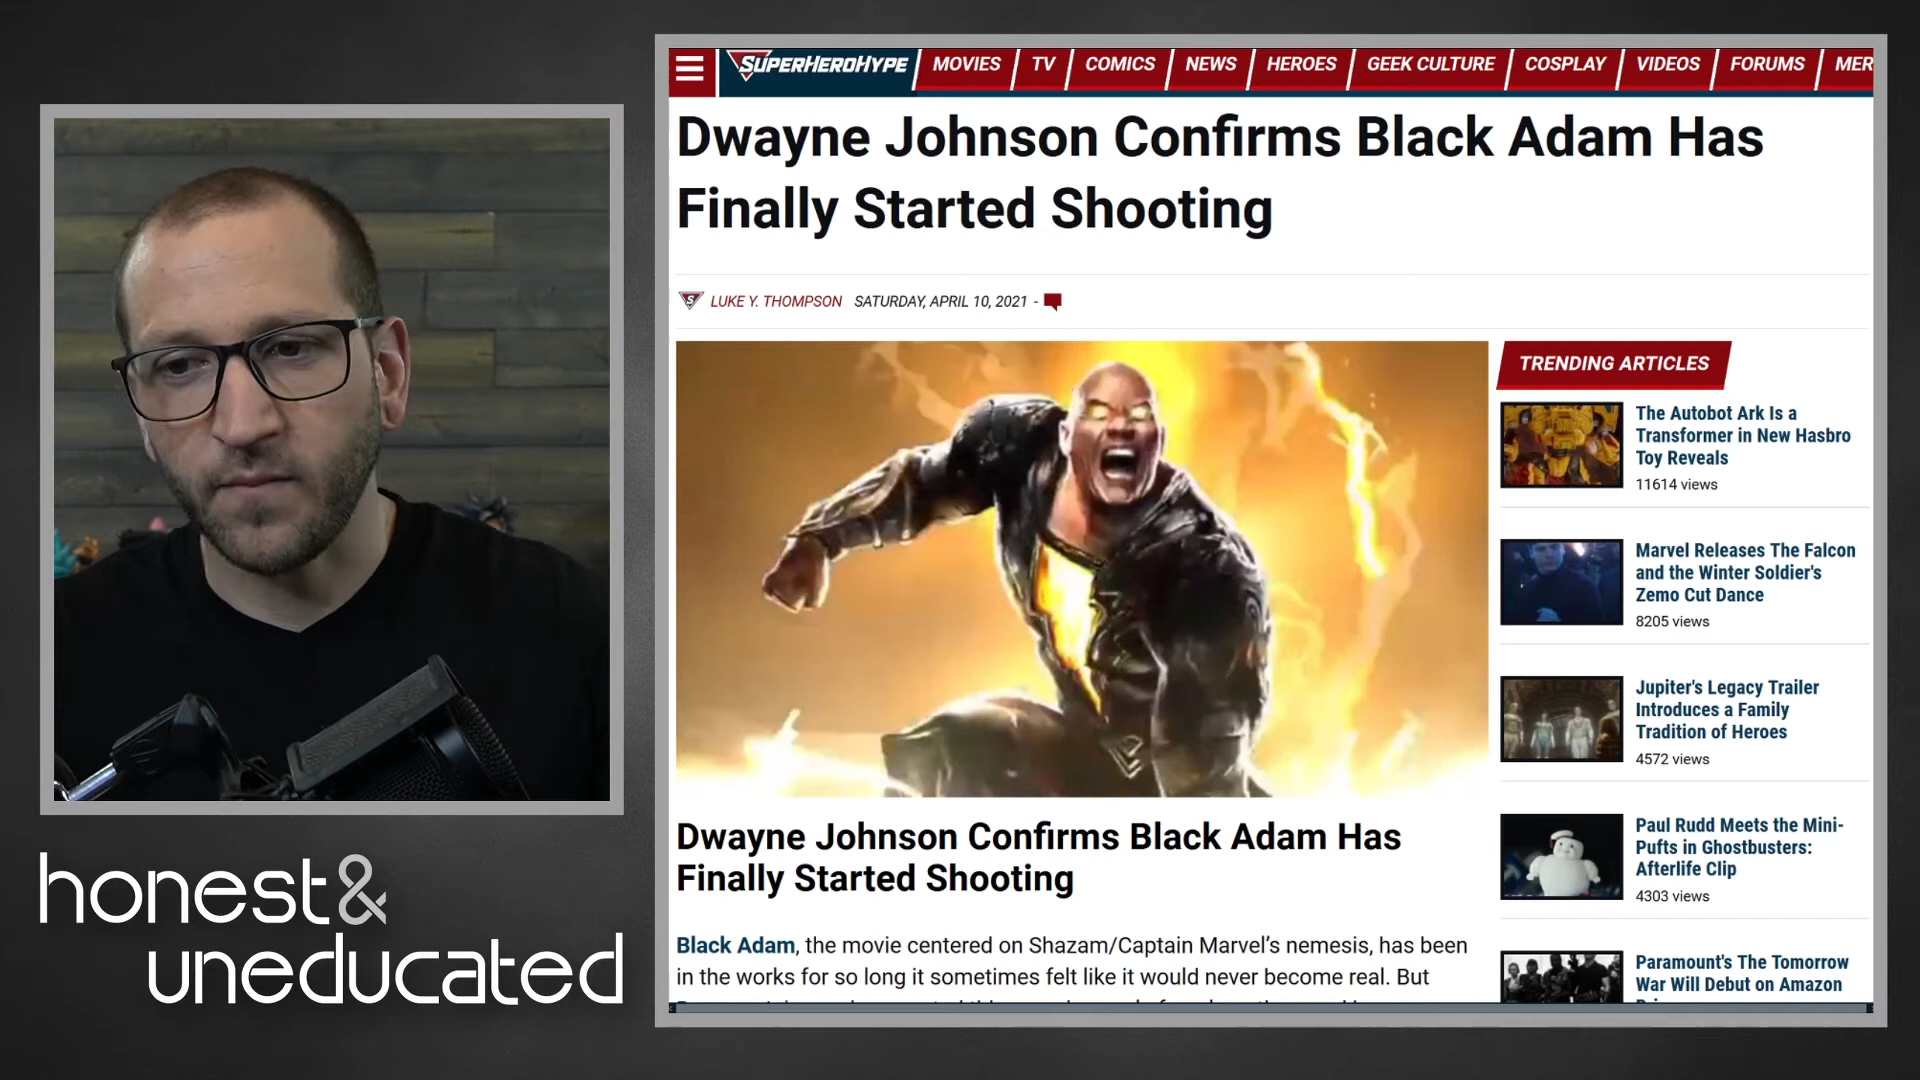 SUPERHEROHYPE MOVIES TV COMICS NEWS HEROES GEEK CULTURE COSPLAY VIDEOS FORUMS MER
Dwayne Johnson Confirms Black Adam Has
Finally Started Shooting
LUKE Y. THOMPSON SATURDAY, APRIL 10, 2021 -
TRENDING ARTICLES
The Autobot Ark Is a
Transformer in New Hasbro
Toy Reveals
11614 views
Marvel Releases The Falcon
and the Winter Soldier's
Zemo Cut Dance
8205 views
Jupiter's Legacy Trailer
Introduces a Family
Tradition of Heroes
4572 views
Paul Rudd Meets the Mini-
Pufts in Ghostbusters:
Afterlife Clip
4303 views
Paramount's The Tomorrow
War Will Debut on Amazon
Dwayne Johnson Confirms Black Adam Has
Finally Started Shooting
Black Adam, the movie centered on Shazam/Captain Marvel’s nemesis, has been
in the works for so long it sometimes felt like it would never become real. But
honest&
uneducated